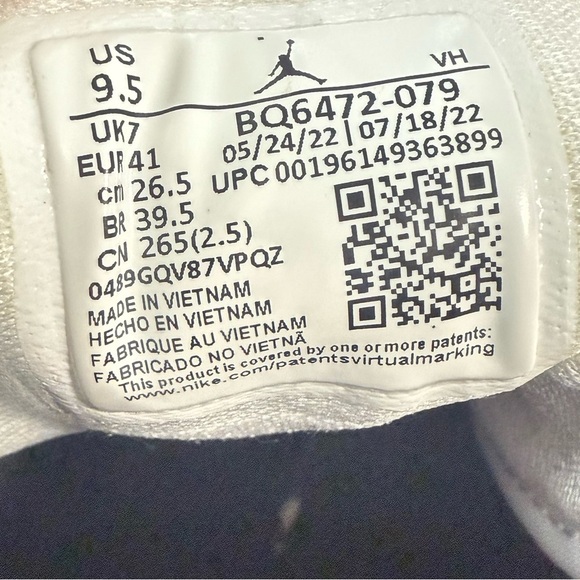 US
9.5
VH
UK7
EUR 41
cm 26.5
BR 39.5
CN 265(2.5)
BQ6472-079
05/24/22 | 07/18/22
UPC 00196149363899
0489GQV87VPQZ
MADE IN VIETNAM
HECHO EN VIETNAM
FABRIQUE AU VIETNAM
FABRICADO NO VIETNÃ
This product is covered by one or more patents:
www.nike.com/patentsvirtualmarking